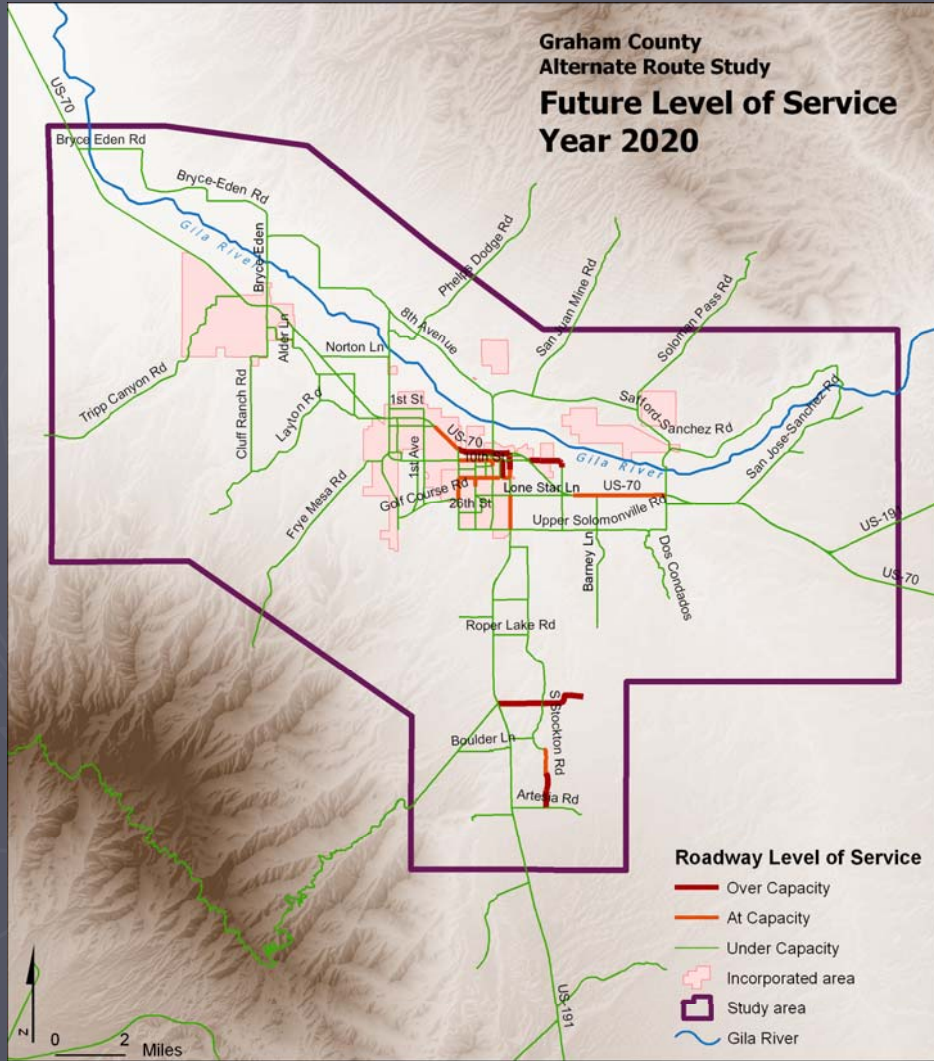 Graham County
Alternate Route Study
Future Level of Service
Year 2020
US-70
Bryce Eden Rd
Bryce-Eden Rd
Gila River
Bryce-Eden
Phelps Dodge Rd
San Juan Mine Rd
Soloman Pass Rd
8th Avenue
Alder Ln
Norton Ln
Tripp Canyon Rd
Cluff Ranch Rd
Layton Rd
1st St
Safford-Sanchez Rd
San Jose-Sanchez Rd
US-70
10th St
1st Ave
Gila River
Golf Course Rd
Lone Star Ln
US-70
26th St
Frye Mesa Rd
Upper Solomonville Rd
US-191
Barney Ln
Dos Condados
US-70
Roper Lake Rd
S Stockton Rd
Boulder Ln
Artesia Rd
US-191
Roadway Level of Service
Over Capacity
At Capacity
Under Capacity
Incorporated area
Study area
Gila River
N
0 2
Miles